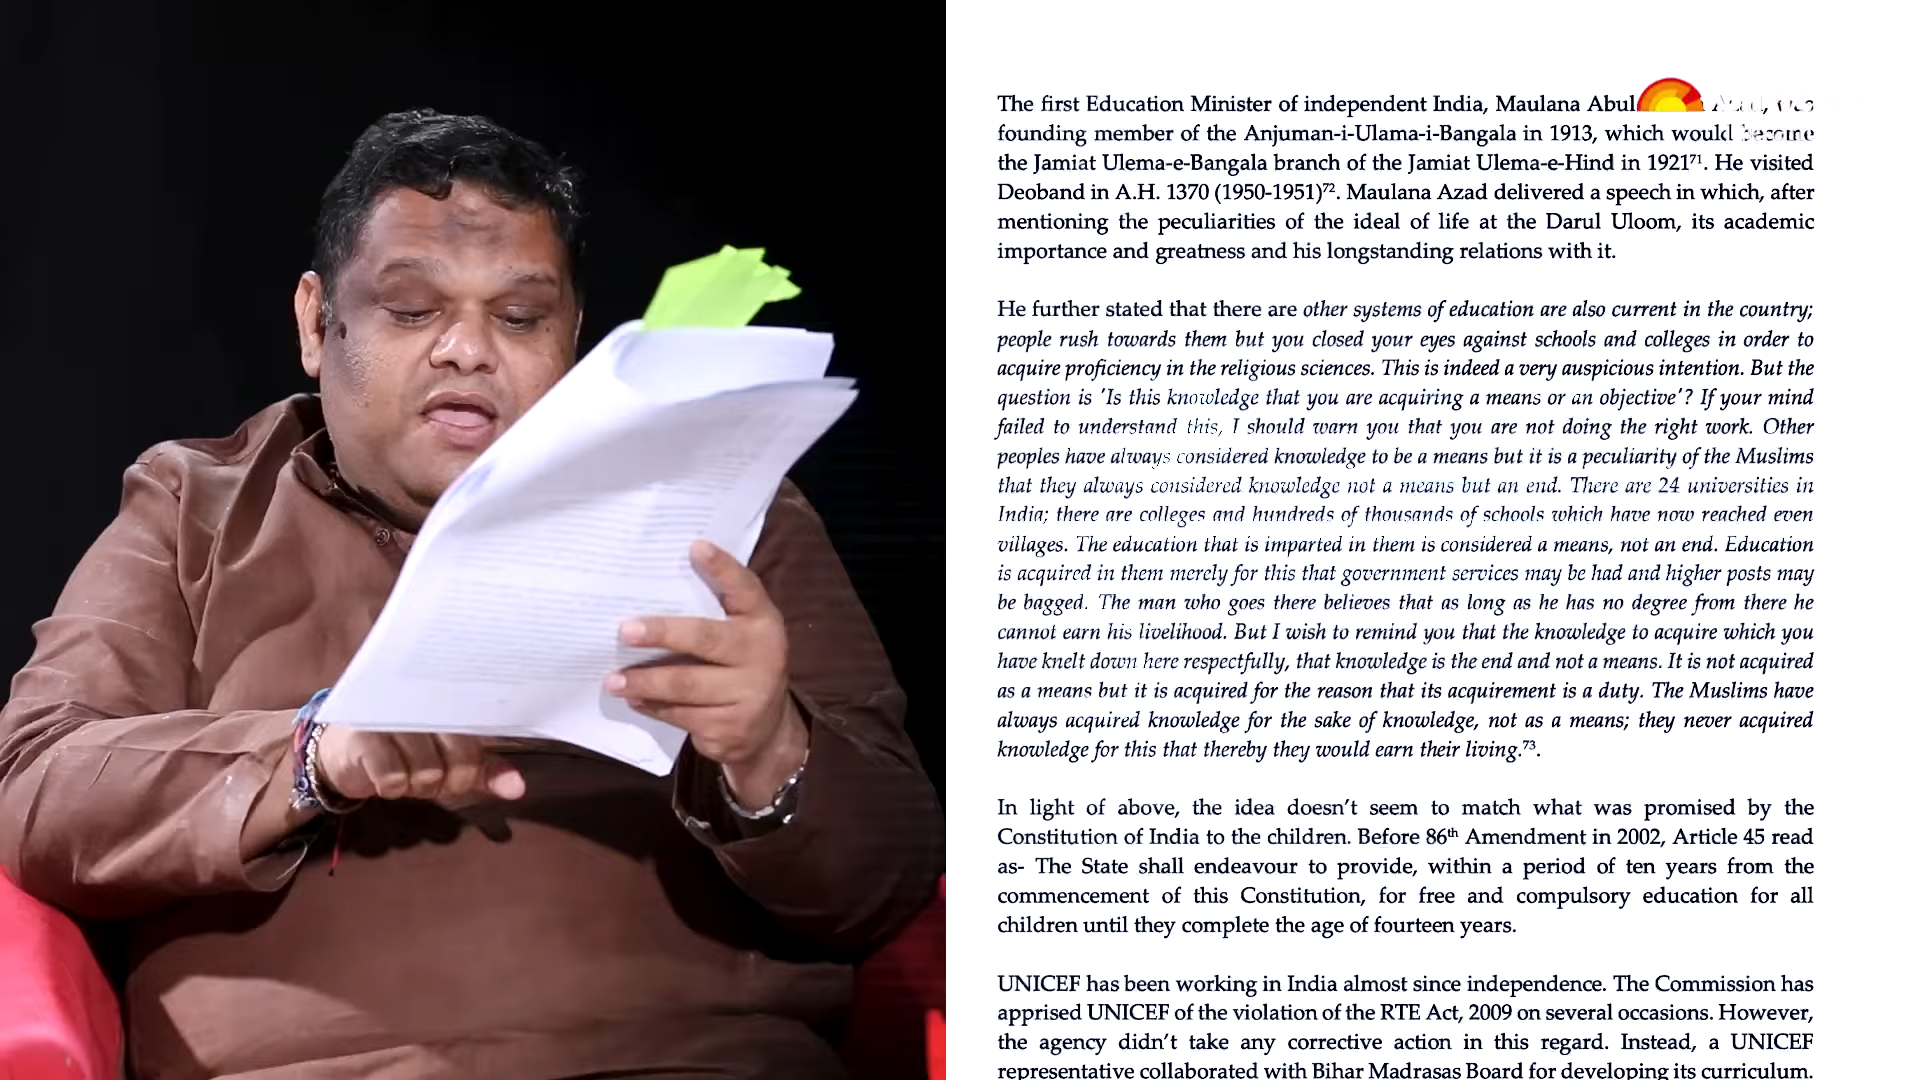 The first Education Minister of independent India, Maulana Abul
founding member of the Anjuman-i-Ulama-i-Bangala in 1913, which would become
the Jamiat Ulema-e-Bangala branch of the Jamiat Ulema-e-Hind in 1921⁷¹. He visited
Deoband in A.H. 1370 (1950-1951)⁷². Maulana Azad delivered a speech in which, after
mentioning the peculiarities of the ideal of life at the Darul Uloom, its academic
importance and greatness and his longstanding relations with it.
He further stated that there are other systems of education are also current in the country;
people rush towards them but you closed your eyes against schools and colleges in order to
acquire proficiency in the religious sciences. This is indeed a very auspicious intention. But the
question is 'Is this knowledge that you are acquiring a means or an objective'? If your mind
failed to understand this, I should warn you that you are not doing the right work. Other
peoples have always considered knowledge to be a means but it is a peculiarity of the Muslims
that they always considered knowledge not a means but an end. There are 24 universities in
India; there are colleges and hundreds of thousands of schools which have now reached even
villages. The education that is imparted in them is considered a means, not an end. Education
is acquired in them merely for this that government services may be had and higher posts may
be bagged. The man who goes there believes that as long as he has no degree from there he
cannot earn his livelihood. But I wish to remind you that the knowledge to acquire which you
have knelt down here respectfully, that knowledge is the end and not a means. It is not acquired
as a means but it is acquired for the reason that its acquirement is a duty. The Muslims have
always acquired knowledge for the sake of knowledge, not as a means; they never acquired
knowledge for this that thereby they would earn their living.⁷³.
In light of above, the idea doesn't seem to match what was promised by the
Constitution of India to the children. Before 86ᵗʰ Amendment in 2002, Article 45 read
as- The State shall endeavour to provide, within a period of ten years from the
commencement of this Constitution, for free and compulsory education for all
children until they complete the age of fourteen years.
UNICEF has been working in India almost since independence. The Commission has
apprised UNICEF of the violation of the RTE Act, 2009 on several occasions. However,
the agency didn't take any corrective action in this regard. Instead, a UNICEF
representative collaborated with Bihar Madrasas Board for developing its curriculum.